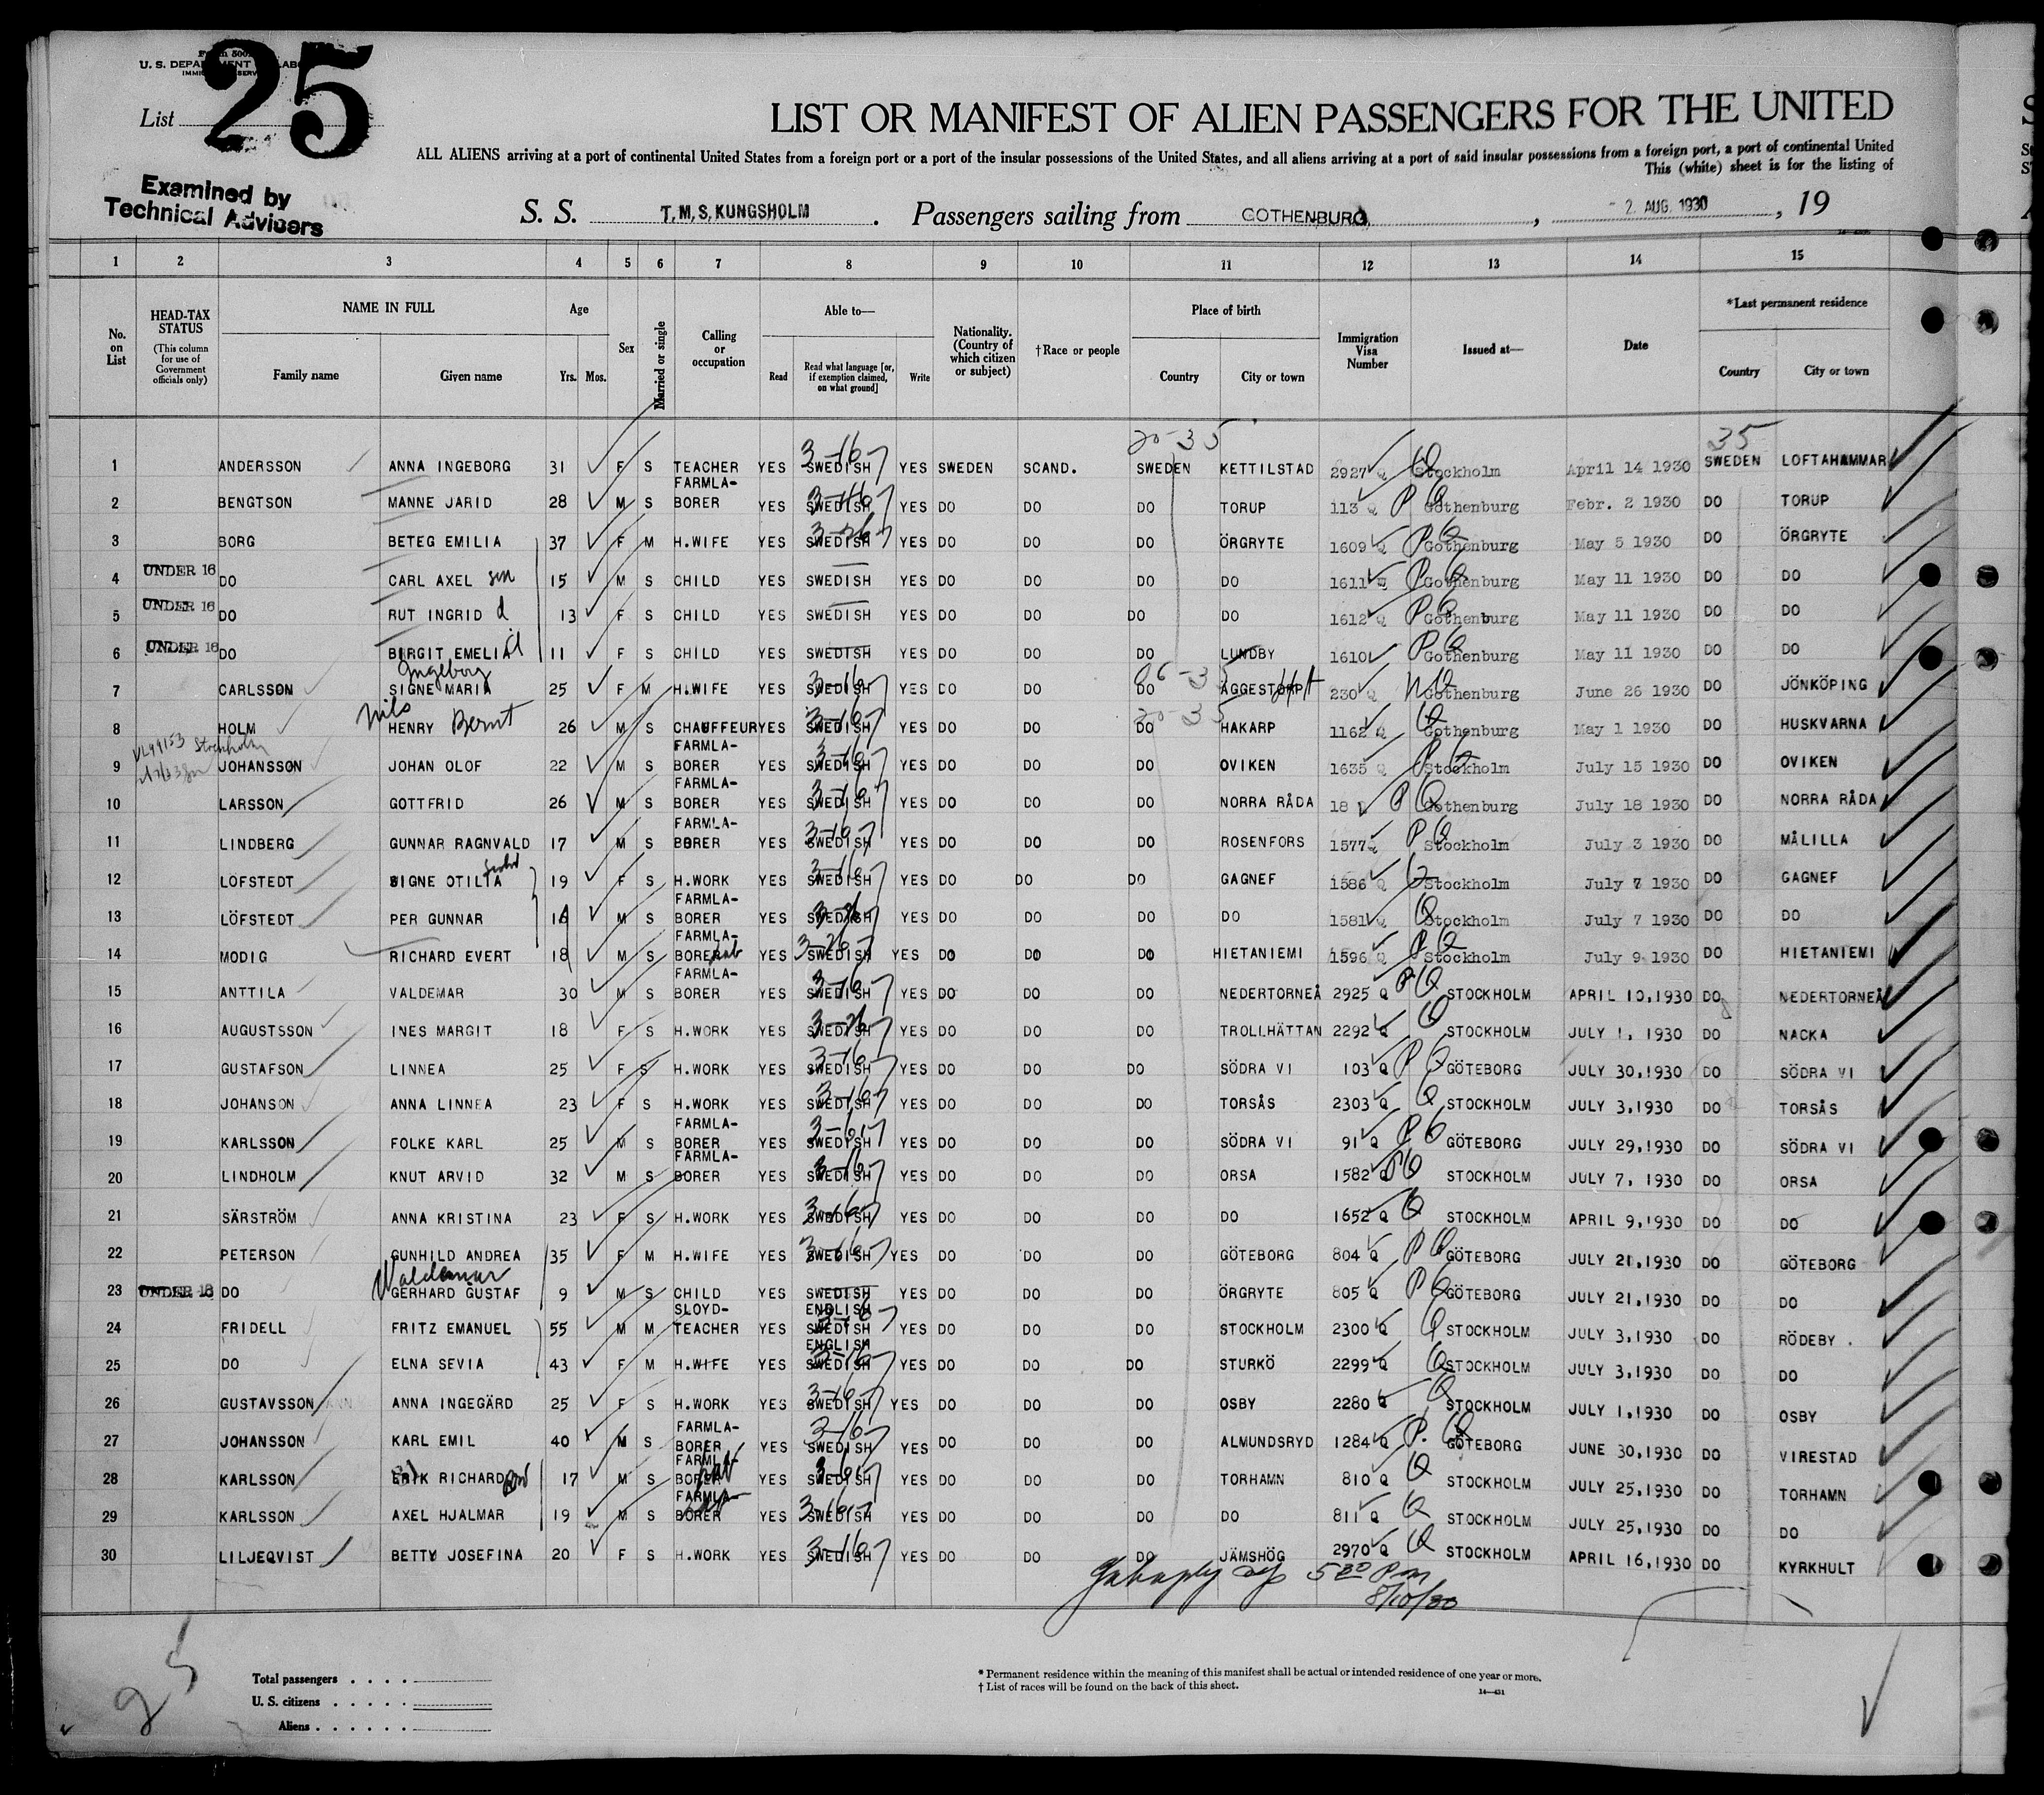 Form 500
U. S. DEPARTMENT OF LABOR
IMMIGRATION SERVICE
List 25
Examined by
Technical Advisers
LIST OR MANIFEST OF ALIEN PASSENGERS FOR THE UNITED
ALL ALIENS arriving at a port of continental United States from a foreign port or a port of the insular possessions of the United States, and all aliens arriving at a port of said insular possessions from a foreign port, a port of continental United
This (white) sheet is for the listing of
S. S. T.M.S. KUNGSHOLM . Passengers sailing from GOTHENBURG , 2 AUG. 1930 , 19
1 2 3 4 5 6 7 8 9 10 11 12 13 14 15
No. on List
HEAD-TAX STATUS (This column for use of Government officials only)
NAME IN FULL Family name Given name
Age Yrs. Mos.
Sex
Married or single
Calling or occupation
Able to— Read Read what language [or, if exemption claimed, on what ground] Write
Nationality. (Country of which citizen or subject)
†Race or people
Place of birth Country City or town
Immigration Visa Number
Issued at—
Date
*Last permanent residence Country City or town
20-35 35
1 ANDERSSON ANNA INGEBORG 31 F S TEACHER YES SWEDISH YES SWEDEN SCAND. SWEDEN KETTILSTAD 2927 Q Stockholm April 14 1930 SWEDEN LOFTAHAMMAR
2 BENGTSON MANNE JARID 28 M S FARMLA-BORER YES SWEDISH YES DO DO DO TORUP 113 Q P Q Gothenburg Febr. 2 1930 DO TORUP
3 BORG BETEG EMILIA 37 F M H.WIFE YES SWEDISH YES DO DO DO ÖRGRYTE 1609 Q P Q Gothenburg May 5 1930 DO ÖRGRYTE
4 UNDER 16 DO CARL AXEL son 15 M S CHILD YES SWEDISH YES DO DO DO DO 1611 Q P Q Gothenburg May 11 1930 DO DO
5 UNDER 16 DO RUT INGRID d 13 F S CHILD YES SWEDISH YES DO DO DO DO 1612 Q P Q Gothenburg May 11 1930 DO DO
6 UNDER 16 DO BIRGIT EMELIA d 11 F S CHILD YES SWEDISH YES DO DO DO LUNDBY 1610 P Q Gothenburg May 11 1930 DO DO
Ingeborg 06-35
7 CARLSSON SIGNE MARIA 25 F M H.WIFE YES SWEDISH YES DO DO DO AGGESTORP 230 Q Gothenburg June 26 1930 DO JÖNKÖPING
Nils 20-35
8 HOLM HENRY Bernt 26 M S CHAUFFEUR YES SWEDISH YES DO DO DO HAKARP 1162 Q Gothenburg May 1 1930 DO HUSKVARNA
VL99153 Stockholm
9 JOHANSSON JOHAN OLOF 22 M S FARMLA-BORER YES SWEDISH YES DO DO DO OVIKEN 1635 Q P Q Stockholm July 15 1930 DO OVIKEN
10 LARSSON GOTTFRID 26 M S FARMLA-BORER YES SWEDISH YES DO DO DO NORRA RÅDA 18 P Q Gothenburg July 18 1930 DO NORRA RÅDA
11 LINDBERG GUNNAR RAGNVALD 17 M S FARMLA-BORER YES SWEDISH YES DO DO DO ROSENFORS 1577 Q P Q Stockholm July 3 1930 DO MÅLILLA
12 LÖFSTEDT SIGNE OTILIA 19 F S H.WORK YES SWEDISH YES DO DO DO GAGNEF 1586 Q Stockholm July 7 1930 DO GAGNEF
13 LÖFSTEDT PER GUNNAR 16 M S FARMLA-BORER YES SWEDISH YES DO DO DO DO 1581 Q Stockholm July 7 1930 DO DO
14 MODIG RICHARD EVERT 18 M S FARMLA-BORER YES SWEDISH YES DO DO DO HIETANIEMI 1596 Q P Q Stockholm July 9 1930 DO HIETANIEMI
15 ANTTILA VALDEMAR 30 M S FARMLA-BORER YES SWEDISH YES DO DO DO NEDERTORNEÅ 2925 Q P Q STOCKHOLM APRIL 10,1930 DO NEDERTORNEÅ
16 AUGUSTSSON INES MARGIT 18 F S H.WORK YES SWEDISH YES DO DO DO TROLLHÄTTAN 2292 Q Q STOCKHOLM JULY 1, 1930 DO NACKA
17 GUSTAFSON LINNEA 25 F S H.WORK YES SWEDISH YES DO DO DO SÖDRA VI 103 Q P Q GÖTEBORG JULY 30,1930 DO SÖDRA VI
18 JOHANSON ANNA LINNEA 23 F S H.WORK YES SWEDISH YES DO DO DO TORSÅS 2303 Q Q STOCKHOLM JULY 3,1930 DO TORSÅS
19 KARLSSON FOLKE KARL 25 M S FARMLA-BORER YES SWEDISH YES DO DO DO SÖDRA VI 91 Q P Q GÖTEBORG JULY 29,1930 DO SÖDRA VI
20 LINDHOLM KNUT ARVID 32 M S FARMLA-BORER YES SWEDISH YES DO DO DO ORSA 1582 Q P Q STOCKHOLM JULY 7, 1930 DO ORSA
21 SÄRSTRÖM ANNA KRISTINA 23 F S H.WORK YES SWEDISH YES DO DO DO DO 1652 Q Q STOCKHOLM APRIL 9,1930 DO DO
22 PETERSON GUNHILD ANDREA 35 F M H.WIFE YES SWEDISH YES DO DO DO GÖTEBORG 804 Q P Q GÖTEBORG JULY 21,1930 DO GÖTEBORG
Waldemar
23 UNDER 16 DO GERHARD GUSTAF 9 M S CHILD YES SWEDISH YES DO DO DO ÖRGRYTE 805 Q P Q GÖTEBORG JULY 21,1930 DO DO
24 FRIDELL FRITZ EMANUEL 55 M M SLOYD-TEACHER YES ENGLISH SWEDISH YES DO DO DO STOCKHOLM 2300 Q Q STOCKHOLM JULY 3,1930 DO RÖDEBY .
25 DO ELNA SEVIA 43 F M H.WIFE YES ENGLISH SWEDISH YES DO DO DO STURKÖ 2299 Q Q STOCKHOLM JULY 3,1930 DO DO
26 GUSTAVSSON ANNA INGEGÄRD 25 F S H.WORK YES SWEDISH YES DO DO DO OSBY 2280 Q Q STOCKHOLM JULY 1,1930 DO OSBY
27 JOHANSSON KARL EMIL 40 M S FARMLA-BORER YES SWEDISH YES DO DO DO ALMUNDSRYD 1284 Q P. Q GÖTEBORG JUNE 30,1930 DO VIRESTAD
28 KARLSSON ERIK RICHARD 17 M S FARMLA-BORER YES SWEDISH YES DO DO DO TORHAMN 810 Q Q STOCKHOLM JULY 25,1930 DO TORHAMN
29 KARLSSON AXEL HJALMAR 19 M S FARMLA-BORER YES SWEDISH YES DO DO DO DO 811 Q Q STOCKHOLM JULY 25,1930 DO DO
30 LILJEQVIST BETTY JOSEFINA 20 F S H.WORK YES SWEDISH YES DO DO DO JÄMSHÖG 2970 Q Q STOCKHOLM APRIL 16,1930 DO KYRKHULT
5 20 Pm
8/10/30
Total passengers . . . .
U. S. citizens . . . . .
Aliens . . . . . .
* Permanent residence within the meaning of this manifest shall be actual or intended residence of one year or more.
† List of races will be found on the back of this sheet.
14—431